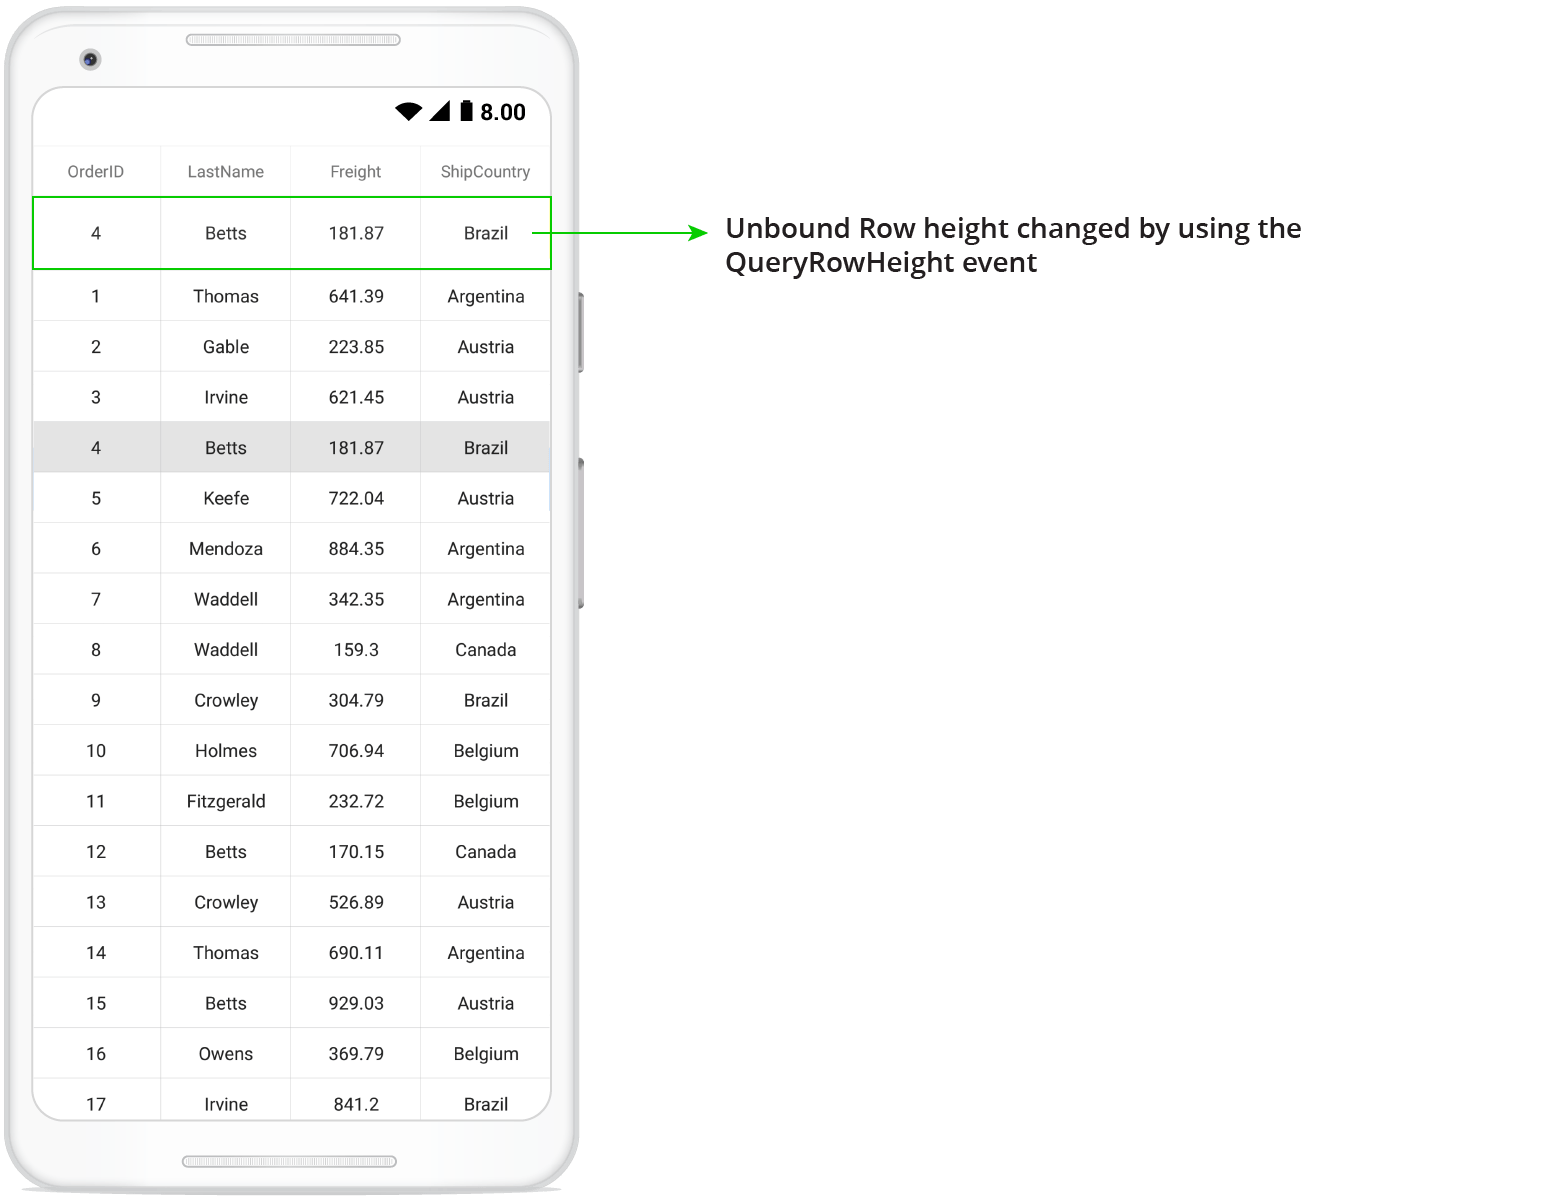 8.00
OrderID LastName Freight ShipCountry
4 Betts 181.87 Brazil
Unbound Row height changed by using the
QueryRowHeight event
1 Thomas 641.39 Argentina
2 Gable 223.85 Austria
3 Irvine 621.45 Austria
4 Betts 181.87 Brazil
5 Keefe 722.04 Austria
6 Mendoza 884.35 Argentina
7 Waddell 342.35 Argentina
8 Waddell 159.3 Canada
9 Crowley 304.79 Brazil
10 Holmes 706.94 Belgium
11 Fitzgerald 232.72 Belgium
12 Betts 170.15 Canada
13 Crowley 526.89 Austria
14 Thomas 690.11 Argentina
15 Betts 929.03 Austria
16 Owens 369.79 Belgium
17 Irvine 841.2 Brazil